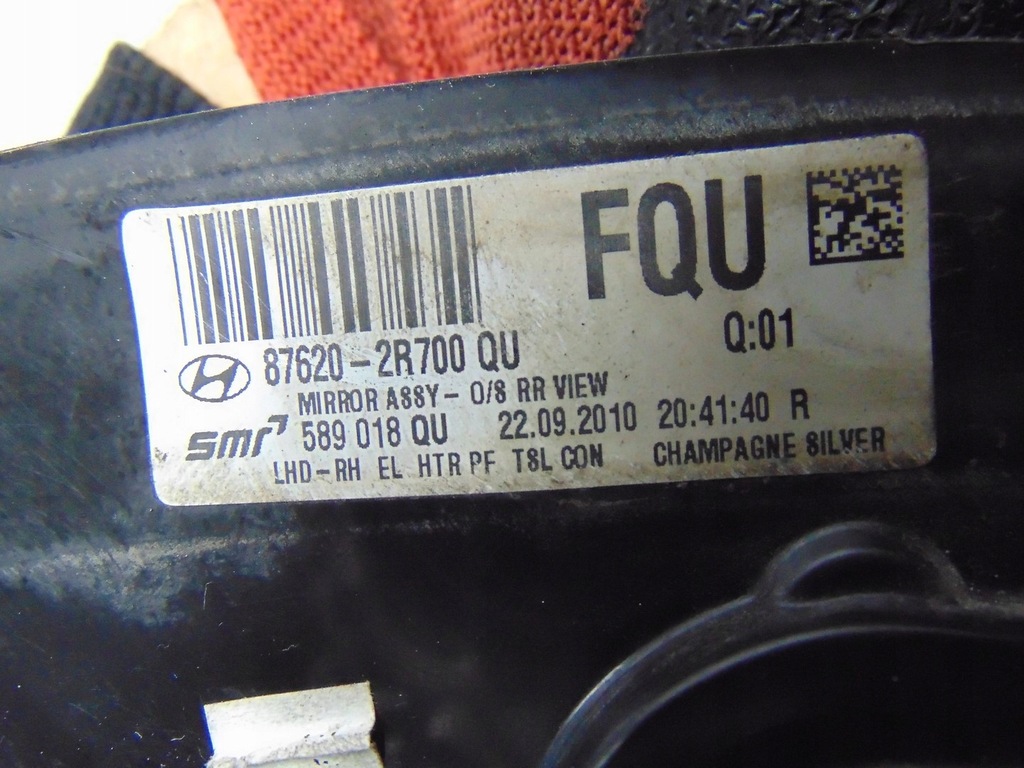 FQU
Q:01
87620-2R700 QU
MIRROR ASSY - O/S RR VIEW
smr 589 018 QU 22.09.2010 20:41:40 R
LHD-RH EL HTR PF TSL CON CHAMPAGNE SILVER